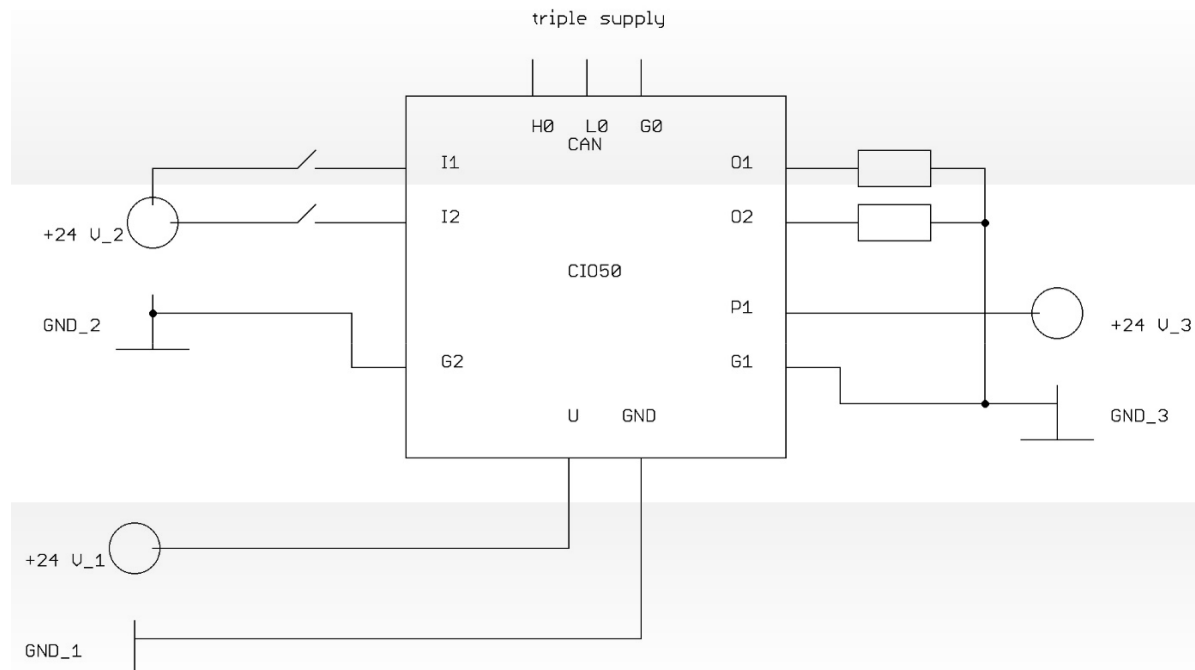 triple supply
H0 L0 G0
CAN
I1 O1
I2 O2
+24 V_2
CIO50
P1
GND_2 +24 V_3
G2 G1
U GND GND_3
+24 V_1
GND_1